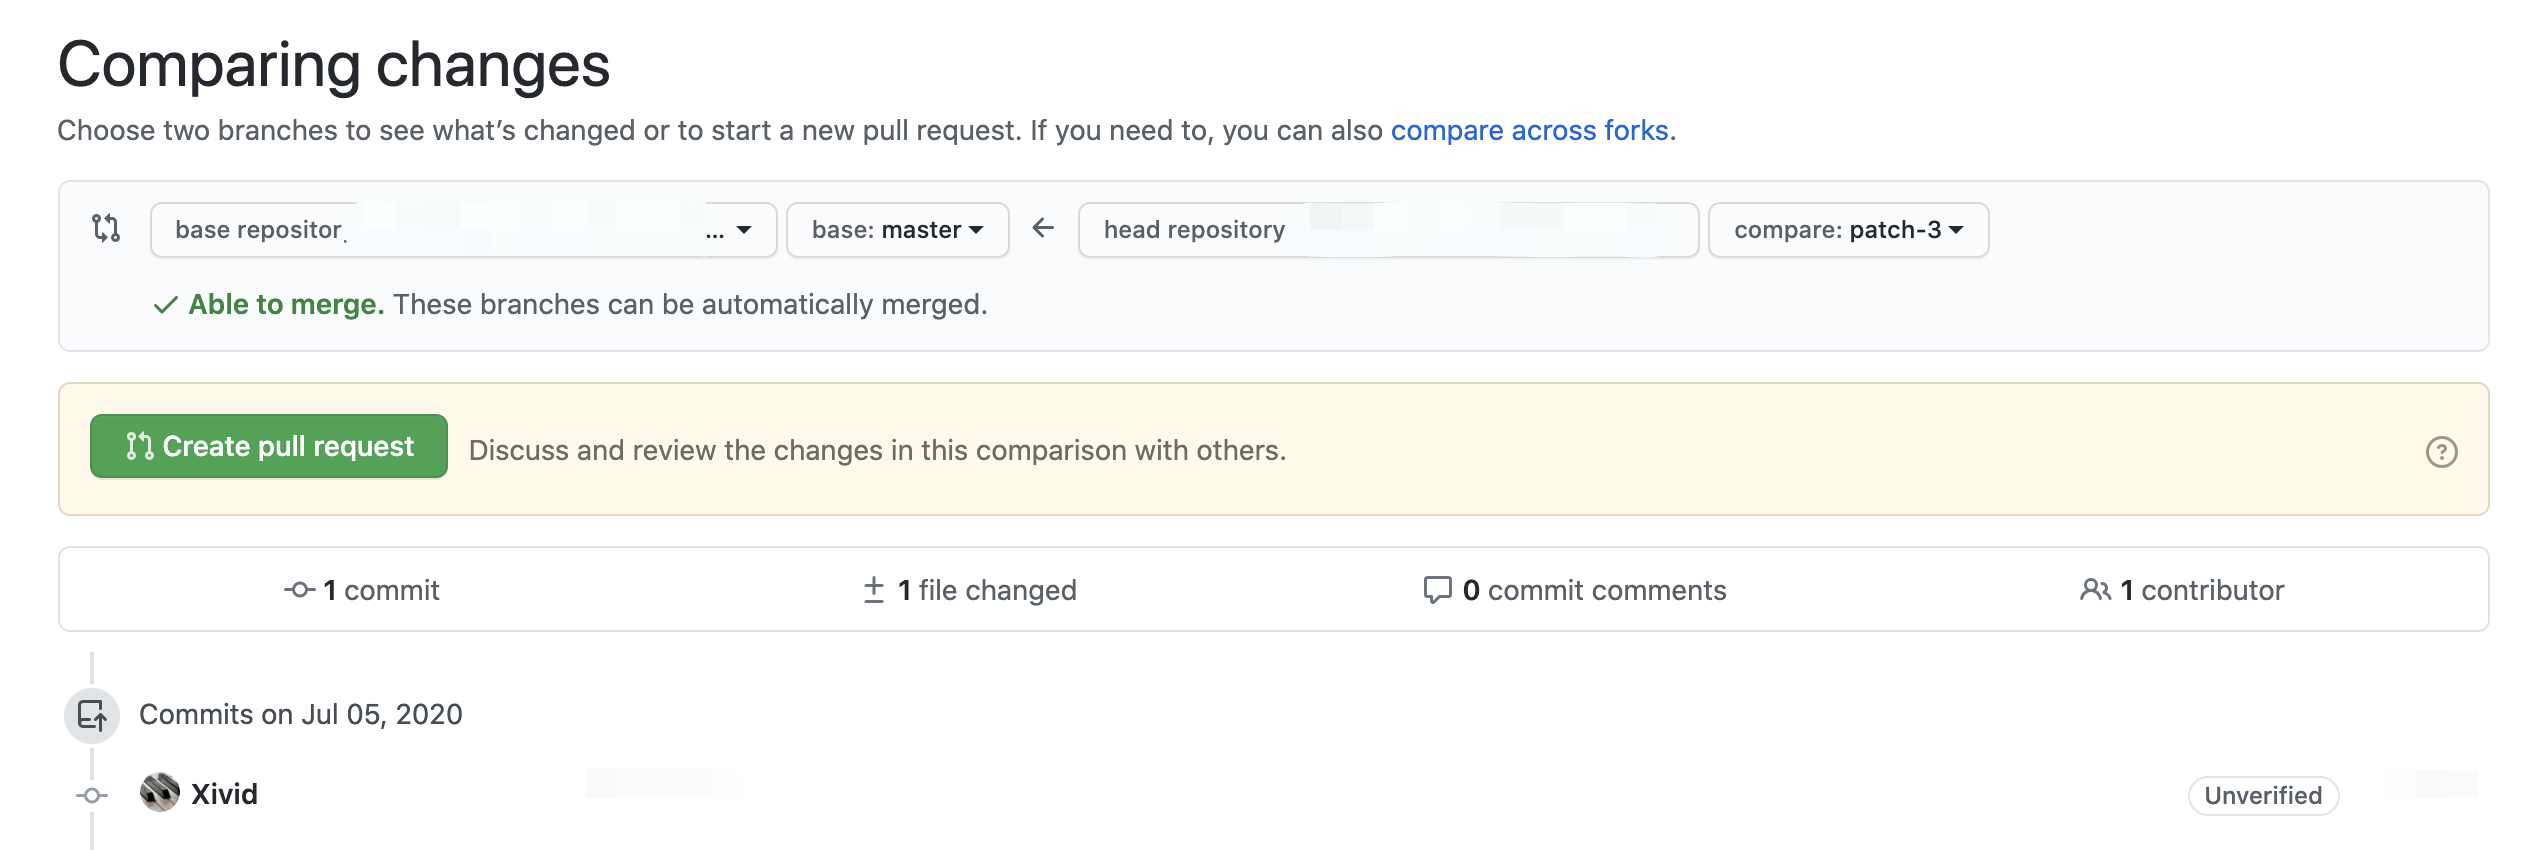 Comparing changes
Choose two branches to see what's changed or to start a new pull request. If you need to, you can also compare across forks.
base repositor ... base: master head repository compare: patch-3
Able to merge. These branches can be automatically merged.
Create pull request Discuss and review the changes in this comparison with others.
1 commit 1 file changed 0 commit comments 1 contributor
Commits on Jul 05, 2020
Xivid Unverified